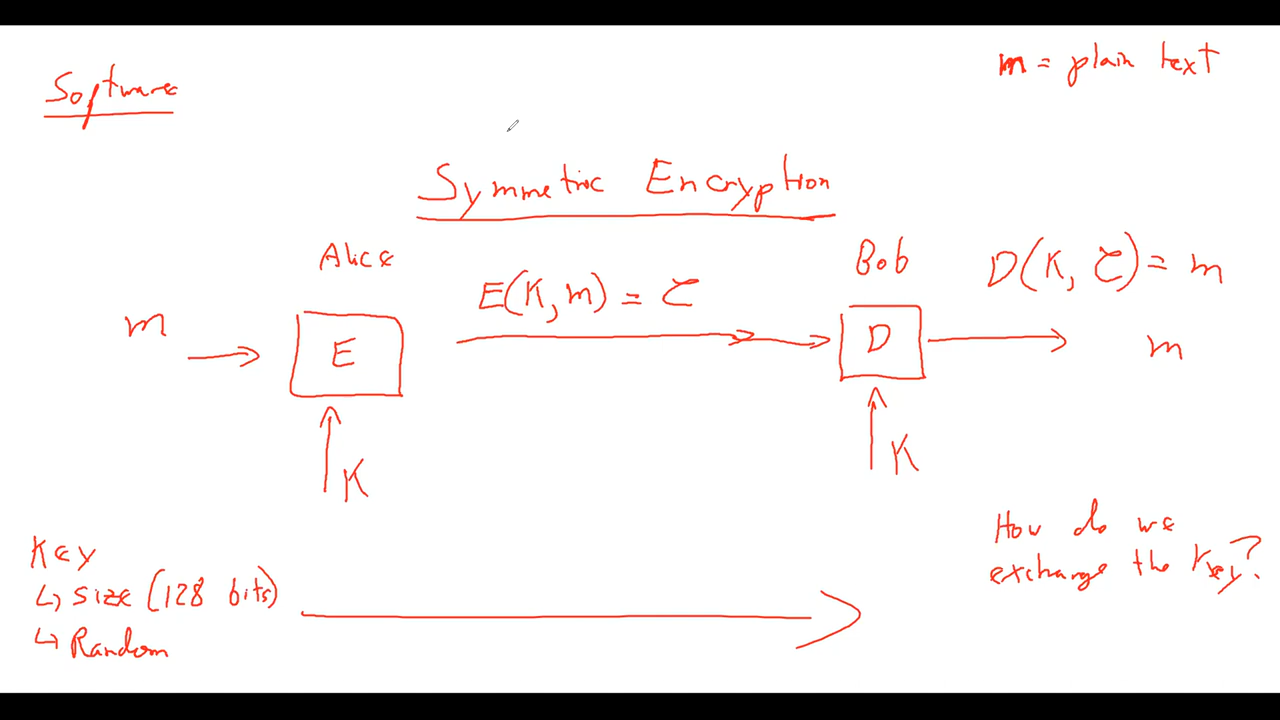 Software
m = plain text
Symmetric Encryption
Alice
Bob
E(K, m) = C
D(K, C) = m
m
E
D
m
K
K
Key
↳ Size (128 bits)
↳ Random
How do we
exchange the key?